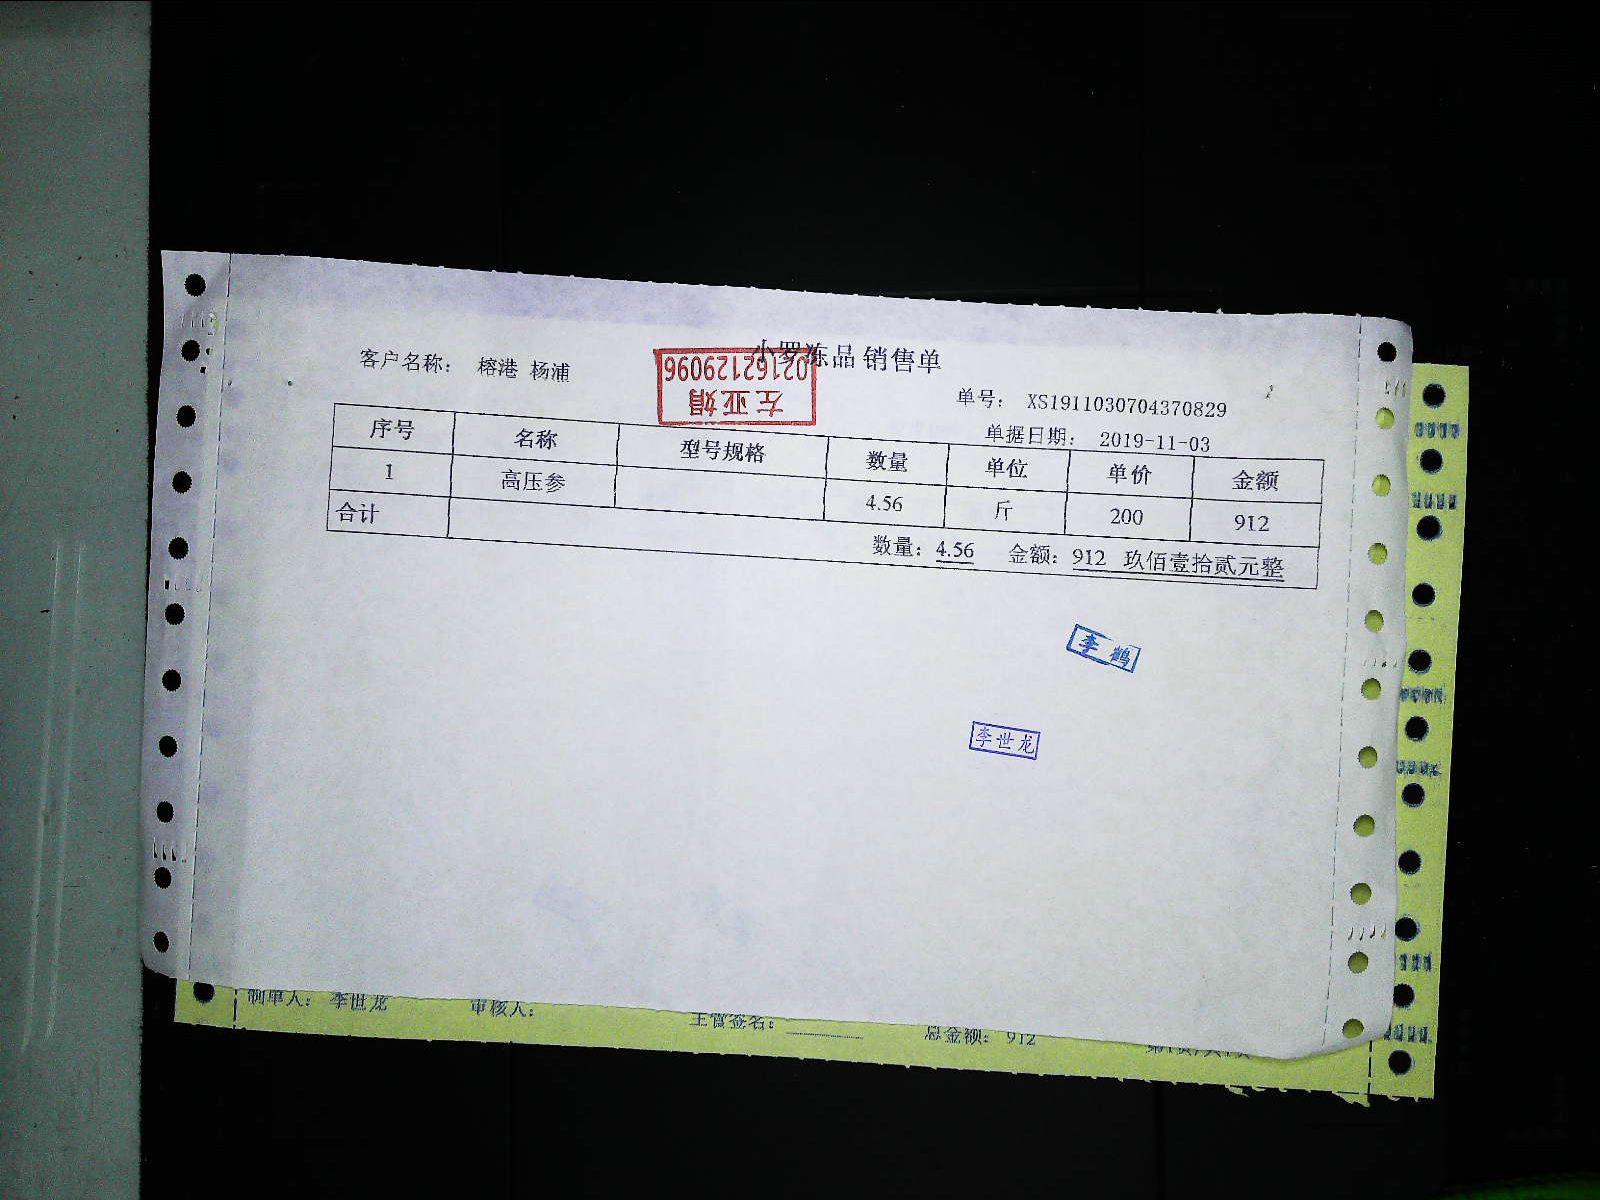 小罗冻品 销售单
客户名称： 榕港 杨浦
02162129096
左亚娟
单号： XS1911030704370829
单据日期： 2019-11-03
序号 名称 型号规格 数量 单位 单价 金额
1 高压参 4.56 斤 200 912
合计
数量：4.56 金额：912 玖佰壹拾贰元整
李鹤
李世龙
制单人： 李世龙 审核人： 主管签名： 总金额： 912